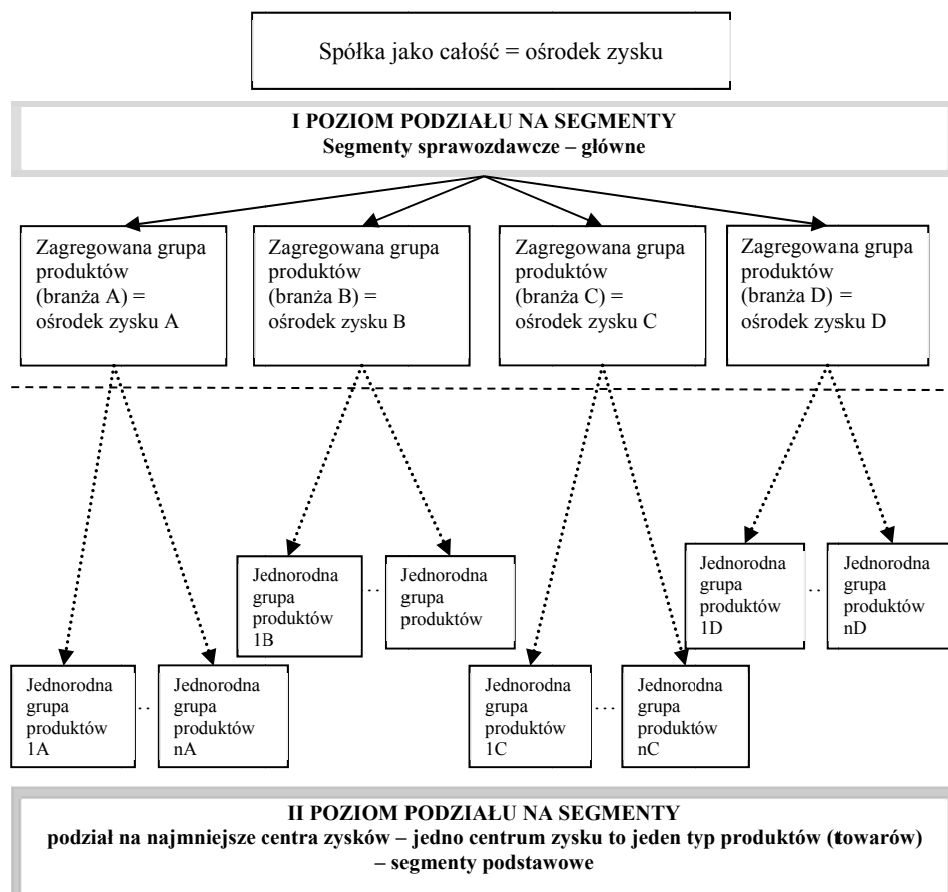 Spółka jako całość = ośrodek zysku
I POZIOM PODZIAŁU NA SEGMENTY
Segmenty sprawozdawcze – główne
Zagregowana grupa
produktów
(branża A) =
ośrodek zysku A
Zagregowana grupa
produktów
(branża B) =
ośrodek zysku B
Zagregowana grupa
produktów
(branża C) =
ośrodek zysku C
Zagregowana grupa
produktów
(branża D) =
ośrodek zysku D
Jednorodna
grupa
produktów
1B
..
Jednorodna
grupa
produktów
Jednorodna
grupa
produktów
1D
..
Jednorodna
grupa
produktów
nD
Jednorodna
grupa
produktów
1A
..
Jednorodna
grupa
produktów
nA
Jednorodna
grupa
produktów
1C
...
Jednorodna
grupa
produktów
nC
II POZIOM PODZIAŁU NA SEGMENTY
podział na najmniejsze centra zysków – jedno centrum zysku to jeden typ produktów (towarów)
– segmenty podstawowe